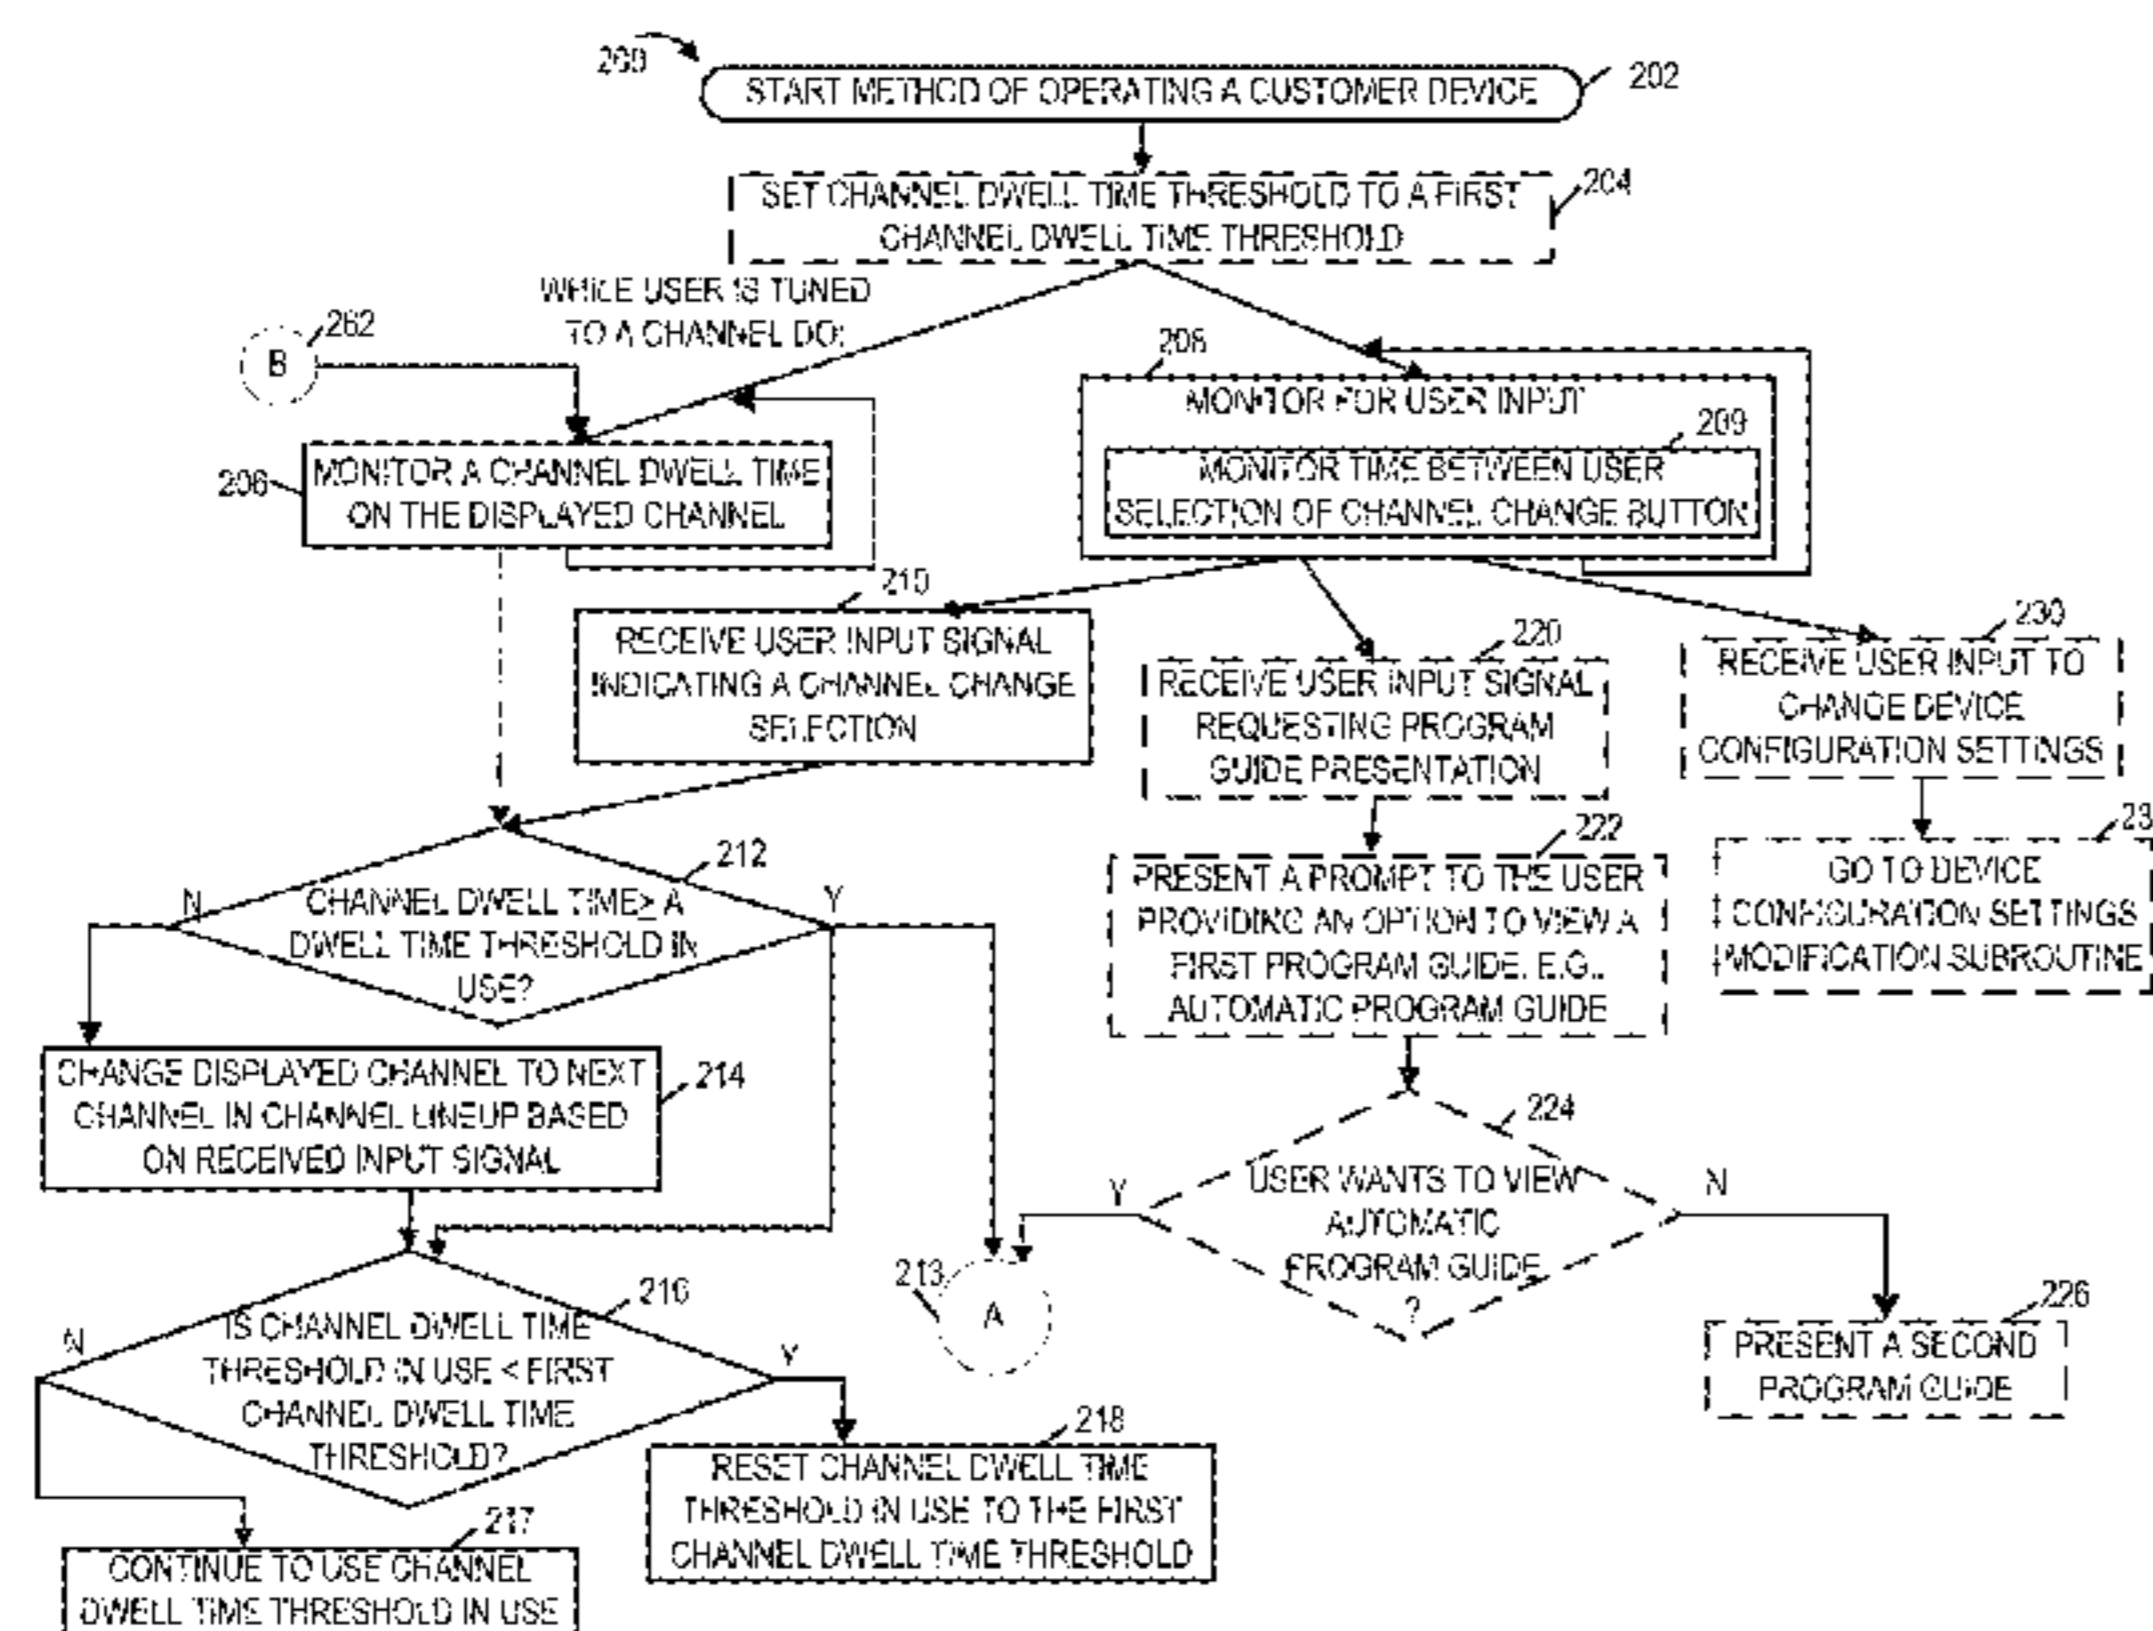 200
START METHOD OF OPERATING A CUSTOMER DEVICE
202
SET CHANNEL DWELL TIME THRESHOLD TO A FIRST
CHANNEL DWELL TIME THRESHOLD
204
WHILE USER IS TUNED
TO A CHANNEL DO:
B
262
208
MONITOR FOR USER INPUT
209
MONITOR TIME BETWEEN USER
SELECTION OF CHANNEL CHANGE BUTTON
206
MONITOR A CHANNEL DWELL TIME
ON THE DISPLAYED CHANNEL
210
RECEIVE USER INPUT SIGNAL
INDICATING A CHANNEL CHANGE
SELECTION
220
RECEIVE USER INPUT SIGNAL
REQUESTING PROGRAM
GUIDE PRESENTATION
230
RECEIVE USER INPUT TO
CHANGE DEVICE
CONFIGURATION SETTINGS
212
N
Y
CHANNEL DWELL TIME≥ A
DWELL TIME THRESHOLD IN
USE?
222
PRESENT A PROMPT TO THE USER
PROVIDING AN OPTION TO VIEW A
FIRST PROGRAM GUIDE, E.G.,
AUTOMATIC PROGRAM GUIDE
23
GO TO DEVICE
CONFIGURATION SETTINGS
MODIFICATION SUBROUTINE
CHANGE DISPLAYED CHANNEL TO NEXT
CHANNEL IN CHANNEL LINEUP BASED
ON RECEIVED INPUT SIGNAL
214
224
Y
USER WANTS TO VIEW
AUTOMATIC
PROGRAM GUIDE
?
N
213
A
216
N
IS CHANNEL DWELL TIME
THRESHOLD IN USE < FIRST
CHANNEL DWELL TIME
THRESHOLD?
Y
226
PRESENT A SECOND
PROGRAM GUIDE
218
RESET CHANNEL DWELL TIME
THRESHOLD IN USE TO THE FIRST
CHANNEL DWELL TIME THRESHOLD
217
CONTINUE TO USE CHANNEL
DWELL TIME THRESHOLD IN USE